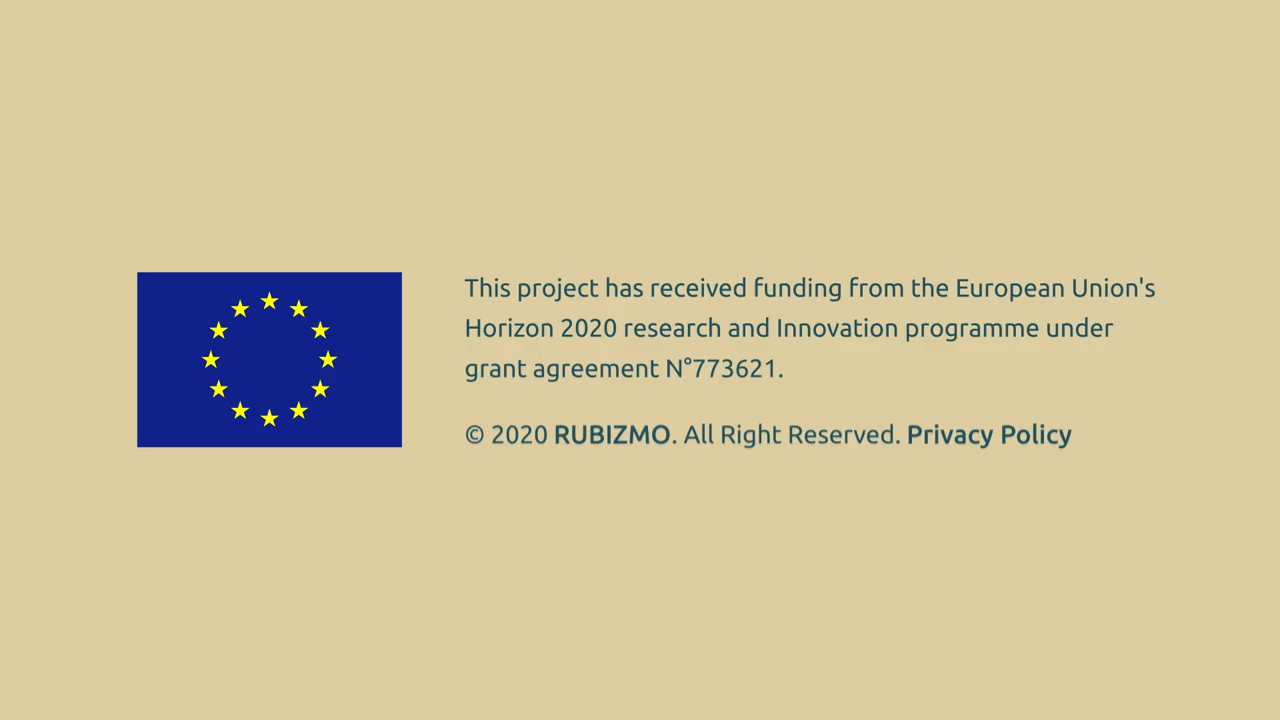 This project has received funding from the European Union's
Horizon 2020 research and Innovation programme under
grant agreement N°773621.
© 2020 RUBIZMO. All Right Reserved. Privacy Policy